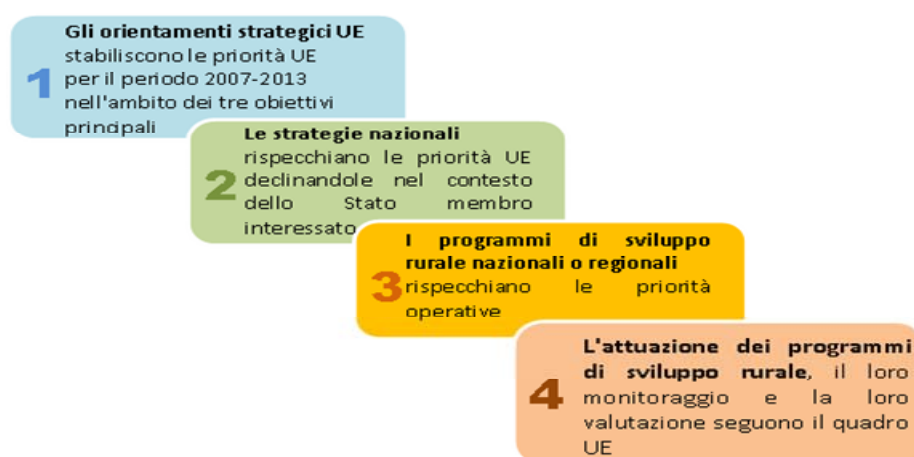 Gli orientamenti strategici UE
stabiliscono le priorità UE
1 per il periodo 2007-2013
nell'ambito dei tre obiettivi
principali
Le strategie nazionali
rispecchiano le priorità UE
2 declinandole nel contesto
dello Stato membro
interessato
I programmi di sviluppo
rurale nazionali o regionali
3 rispecchiano le priorità
operative
L'attuazione dei programmi
di sviluppo rurale, il loro
4 monitoraggio e la loro
valutazione seguono il quadro
UE